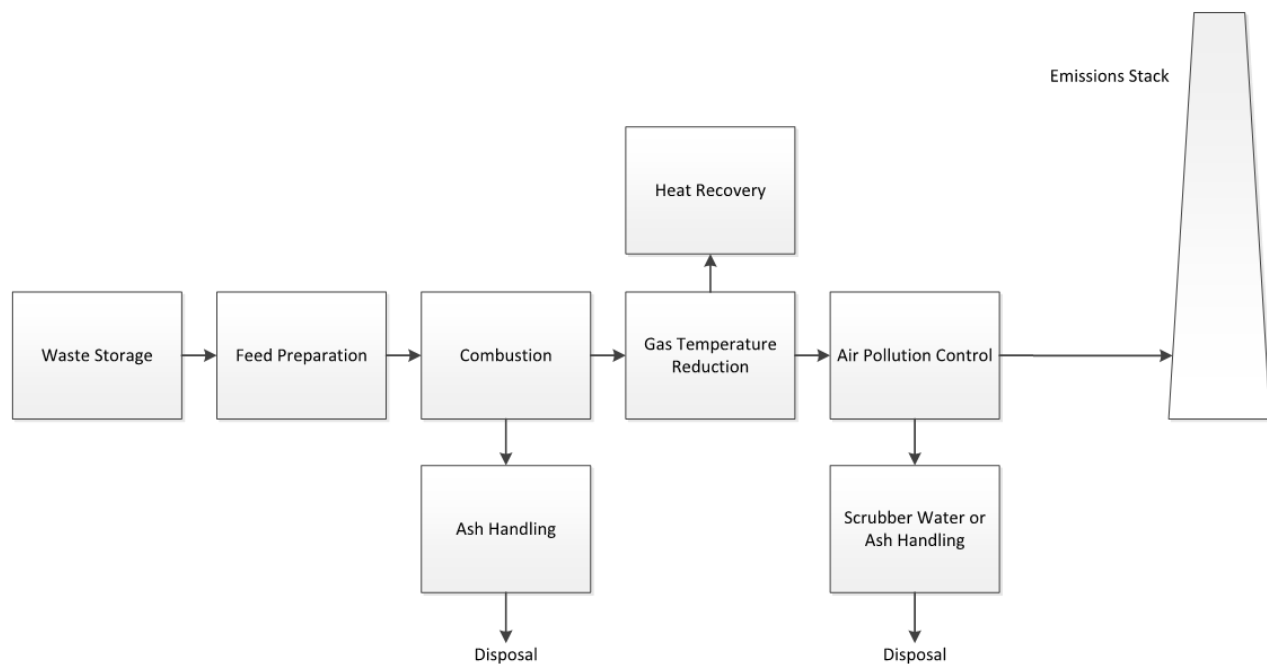 Emissions Stack
Heat Recovery
Waste Storage
Feed Preparation
Combustion
Gas Temperature
Reduction
Air Pollution Control
Ash Handling
Scrubber Water or
Ash Handling
Disposal
Disposal